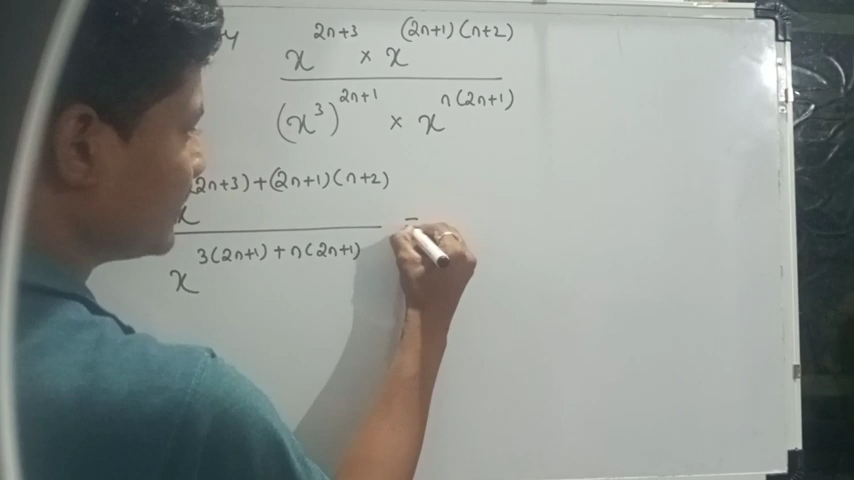 x^{2n+3} × x^{(2n+1)(n+2)}
(x^3)^{2n+1} × x^{n(2n+1)}
x^{(2n+3)+(2n+1)(n+2)} =
x^{3(2n+1)+n(2n+1)}